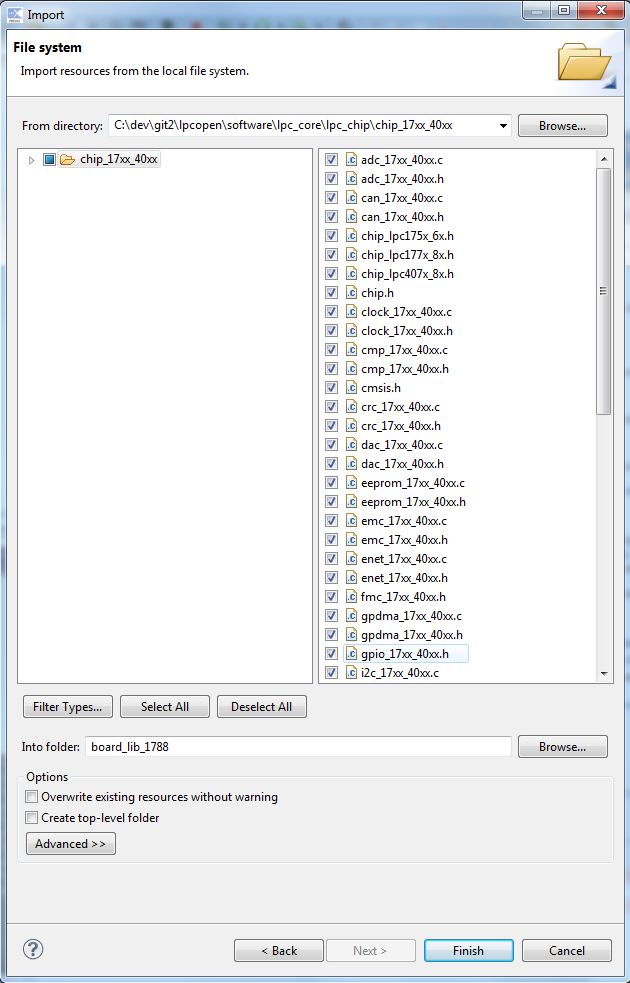 Import
File system
Import resources from the local file system.
From directory: C:\dev\git2\lpcopen\software\lpc_core\lpc_chip\chip_17xx_40xx Browse...
chip_17xx_40xx
adc_17xx_40xx.c
adc_17xx_40xx.h
can_17xx_40xx.c
can_17xx_40xx.h
chip_lpc175x_6x.h
chip_lpc177x_8x.h
chip_lpc407x_8x.h
chip.h
clock_17xx_40xx.c
clock_17xx_40xx.h
cmp_17xx_40xx.c
cmp_17xx_40xx.h
cmsis.h
crc_17xx_40xx.c
crc_17xx_40xx.h
dac_17xx_40xx.c
dac_17xx_40xx.h
eeprom_17xx_40xx.c
eeprom_17xx_40xx.h
emc_17xx_40xx.c
emc_17xx_40xx.h
enet_17xx_40xx.c
enet_17xx_40xx.h
fmc_17xx_40xx.h
gpdma_17xx_40xx.c
gpdma_17xx_40xx.h
gpio_17xx_40xx.h
i2c_17xx_40xx.c
Filter Types... Select All Deselect All
Into folder: board_lib_1788 Browse...
Options
Overwrite existing resources without warning
Create top-level folder
Advanced >>
? < Back Next > Finish Cancel